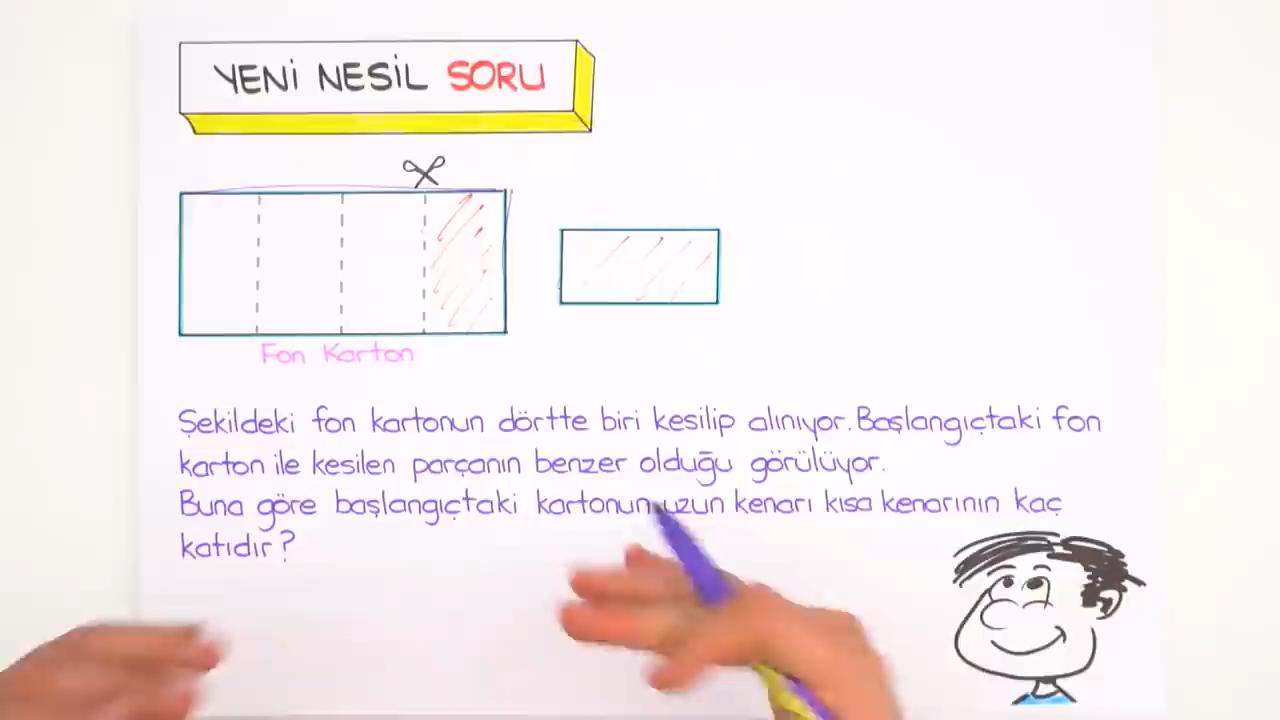 YENİ NESİL SORU
Fon Karton
Şekildeki fon kartonun dörtte biri kesilip alınıyor. Başlangıçtaki fon
karton ile kesilen parçanın benzer olduğu görülüyor.
Buna göre başlangıçtaki kartonun uzun kenarı kısa kenarının kaç
katıdır?